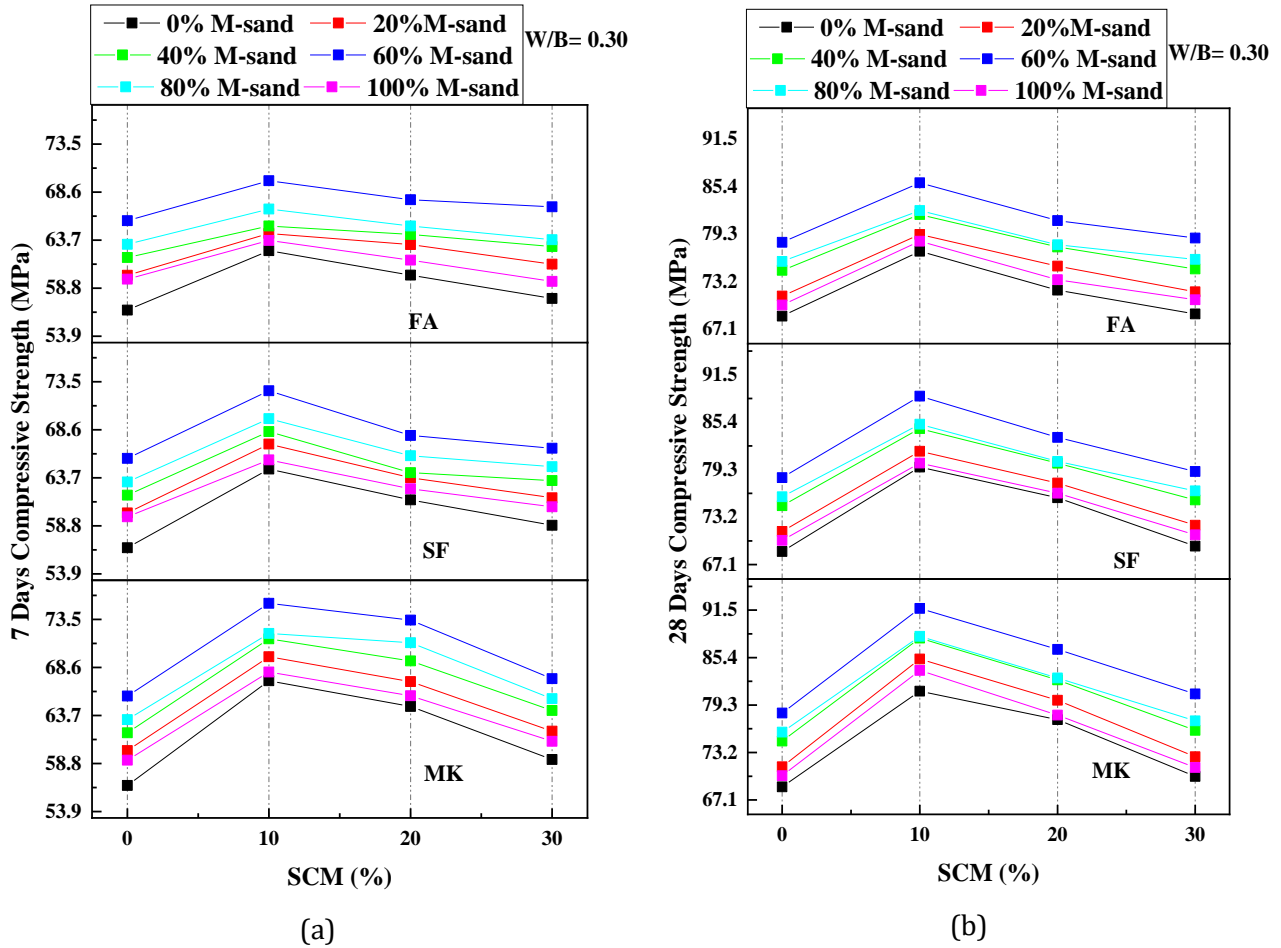 0% M-sand 20%M-sand
40% M-sand 60% M-sand
80% M-sand 100% M-sand
W/B= 0.30
7 Days Compressive Strength (MPa)
73.5
68.6
63.7
58.8
53.9
FA
73.5
68.6
63.7
58.8
53.9
SF
73.5
68.6
63.7
58.8
53.9
MK
0 10 20 30
SCM (%)
(a)
0% M-sand 20% M-sand
40% M-sand 60% M-sand
80% M-sand 100% M-sand
W/B= 0.30
28 Days Compressive Strength (MPa)
91.5
85.4
79.3
73.2
67.1
FA
91.5
85.4
79.3
73.2
67.1
SF
91.5
85.4
79.3
73.2
67.1
MK
0 10 20 30
SCM (%)
(b)